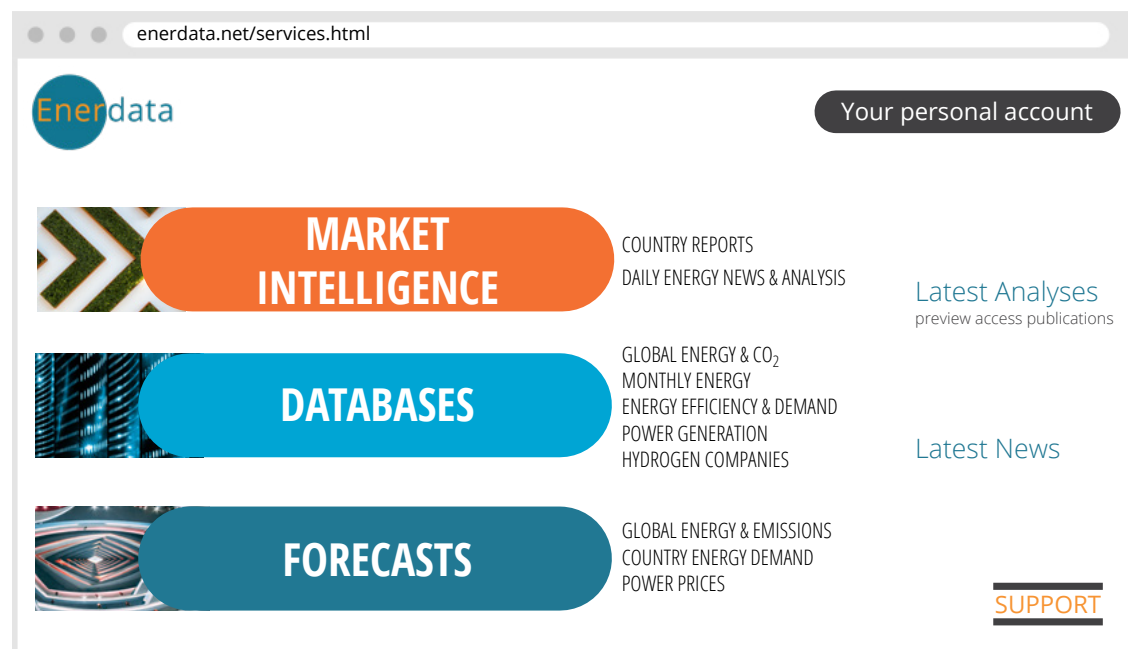 enerdata.net/services.html
Enerdata
Your personal account
MARKET
INTELLIGENCE
COUNTRY REPORTS
DAILY ENERGY NEWS & ANALYSIS
Latest Analyses
preview access publications
DATABASES
GLOBAL ENERGY & CO₂
MONTHLY ENERGY
ENERGY EFFICIENCY & DEMAND
POWER GENERATION
HYDROGEN COMPANIES
Latest News
FORECASTS
GLOBAL ENERGY & EMISSIONS
COUNTRY ENERGY DEMAND
POWER PRICES
SUPPORT